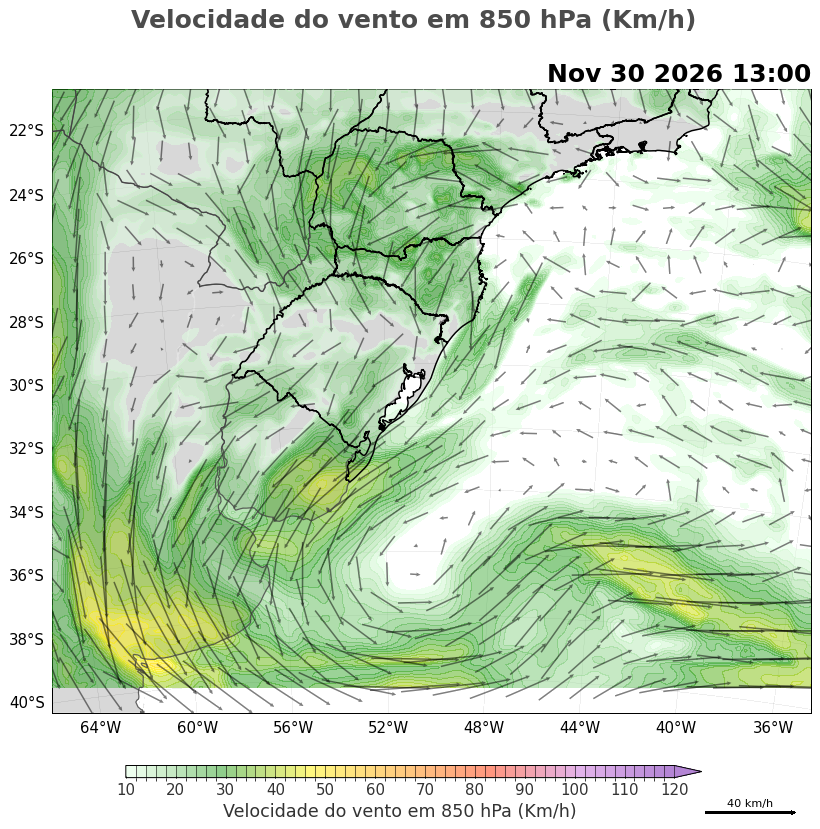 Velocidade do vento em 850 hPa (Km/h)
Nov 30 2026 13:00
22°S
24°S
26°S
28°S
30°S
32°S
34°S
36°S
38°S
40°S
64°W 60°W 56°W 52°W 48°W 44°W 40°W 36°W
10 20 30 40 50 60 70 80 90 100 110 120
40 km/h
Velocidade do vento em 850 hPa (Km/h)